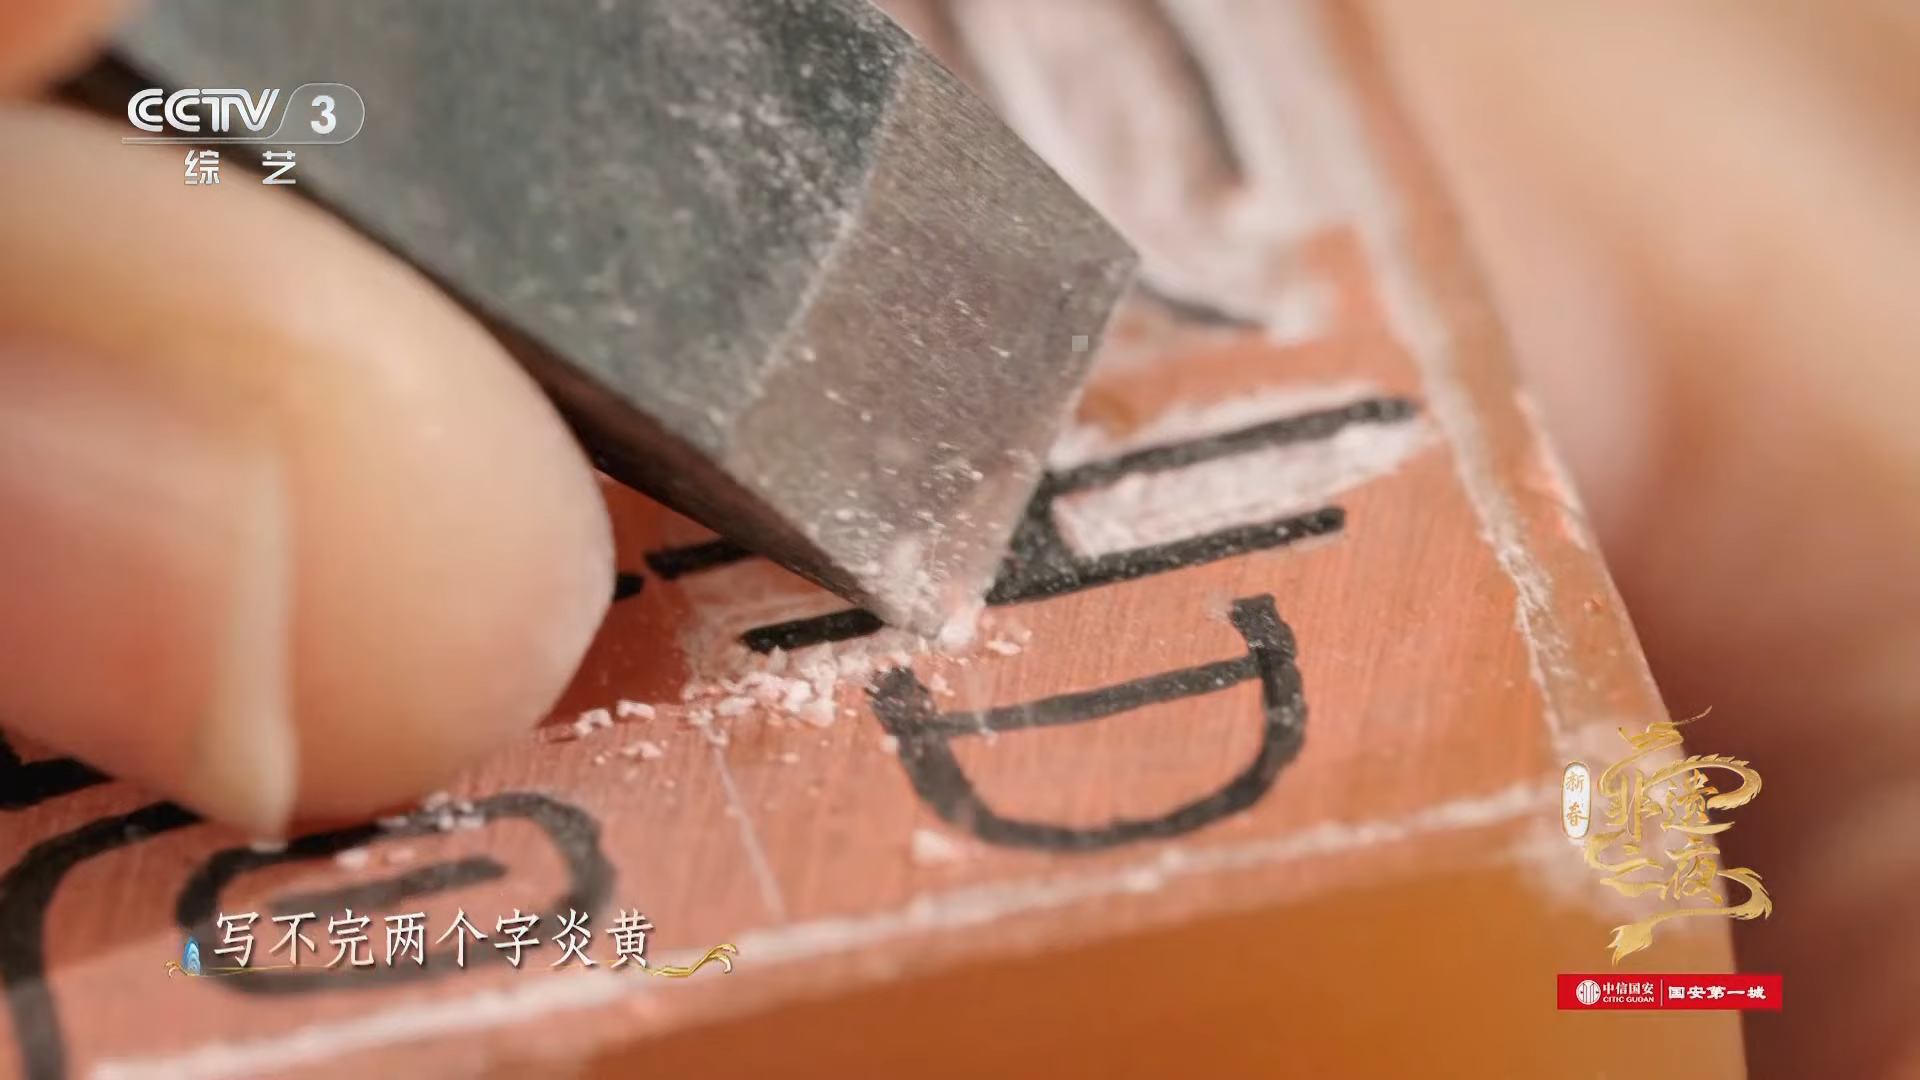 CCTV 3
综艺
新春
非遗之夜
写不完两个字炎黄
中信国安 国安第一城
CITIC GUOAN